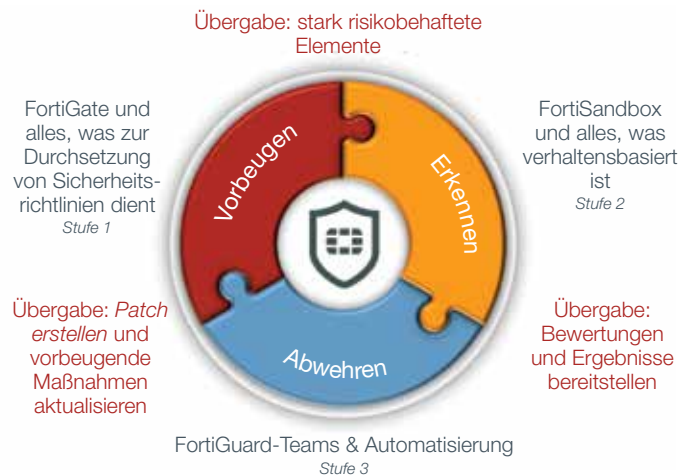 Übergabe: stark risikobehaftete
Elemente
FortiGate und
alles, was zur
Durchsetzung
von Sicherheits-
richtlinien dient
Stufe 1
Vorbeugen
Erkennen
FortiSandbox
und alles, was
verhaltensbasiert
ist
Stufe 2
Übergabe: Patch
erstellen und
vorbeugende
Maßnahmen
aktualisieren
Abwehren
Übergabe:
Bewertungen
und Ergebnisse
bereitstellen
FortiGuard-Teams & Automatisierung
Stufe 3